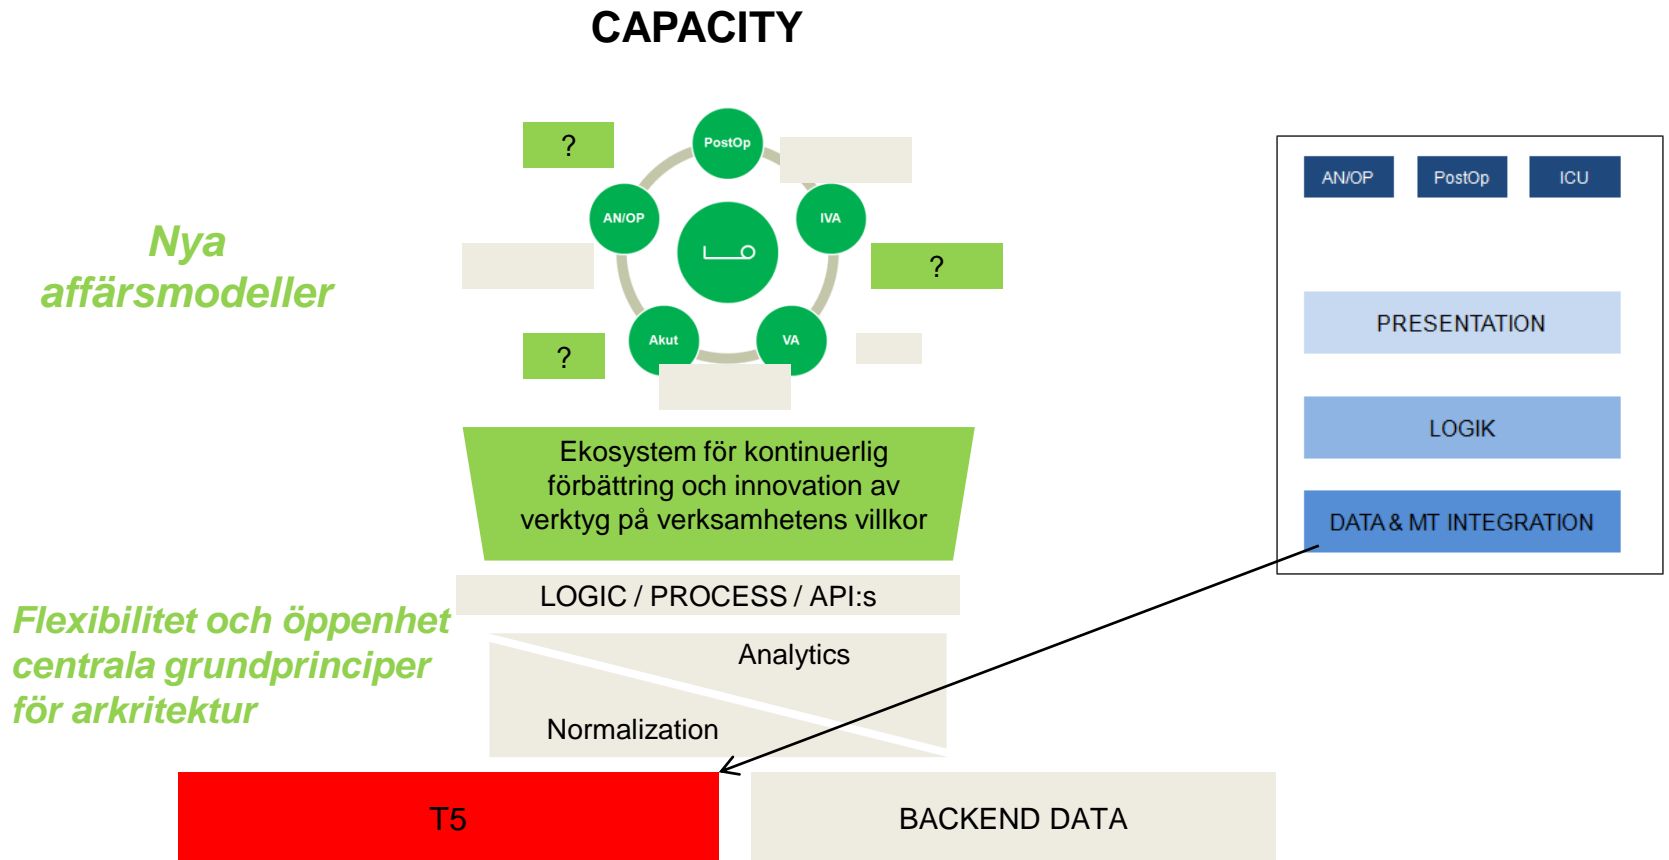 CAPACITY
?
PostOp
AN/OP
IVA
?
Akut
VA
?
Nya
affärsmodeller
Ekosystem för kontinuerlig
förbättring och innovation av
verktyg på verksamhetens villkor
LOGIC / PROCESS / API:s
Flexibilitet och öppenhet
centrala grundprinciper
för arkritektur
Analytics
Normalization
T5
BACKEND DATA
AN/OP
PostOp
ICU
PRESENTATION
LOGIK
DATA & MT INTEGRATION